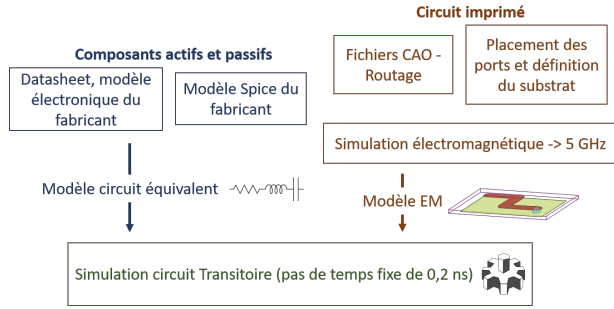 Circuit imprimé
Composants actifs et passifs
Datasheet, modèle
électronique du
fabricant
Modèle Spice du
fabricant
Fichiers CAO -
Routage
Placement des
ports et définition
du substrat
Simulation électromagnétique -> 5 GHz
Modèle circuit équivalent
Modèle EM
Simulation circuit Transitoire (pas de temps fixe de 0,2 ns)